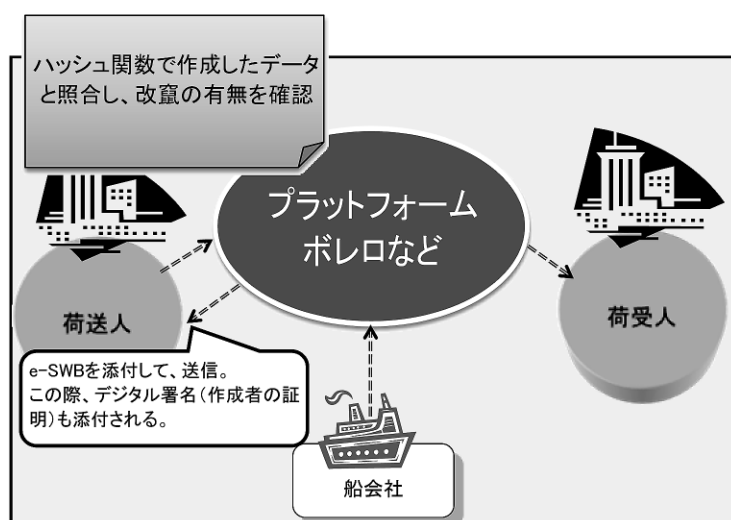 ハッシュ関数で作成したデータ
と照合し、改竄の有無を確認
プラットフォーム
ボレロなど
荷送人
荷受人
e-SWBを添付して、送信。
この際、デジタル署名(作成者の証
明)も添付される。
船会社